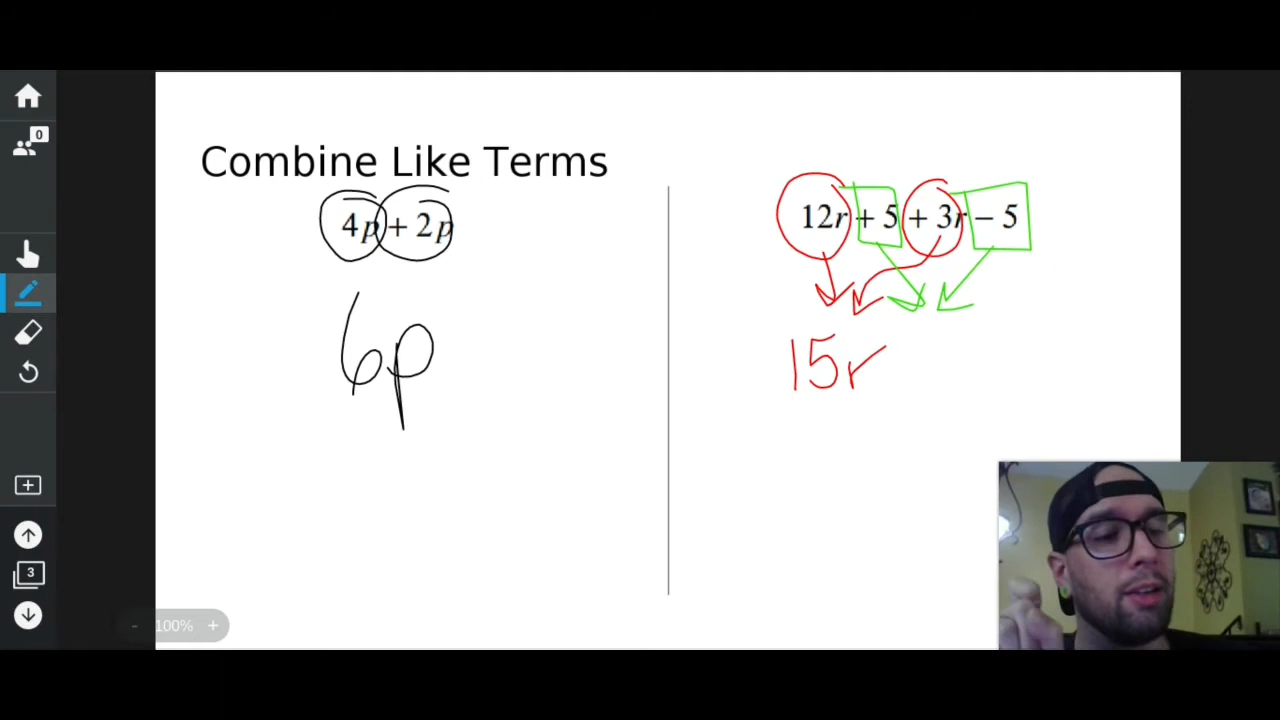 0
Combine Like Terms
4p + 2p
6p
12r + 5 + 3r − 5
15r
3
- 100% +